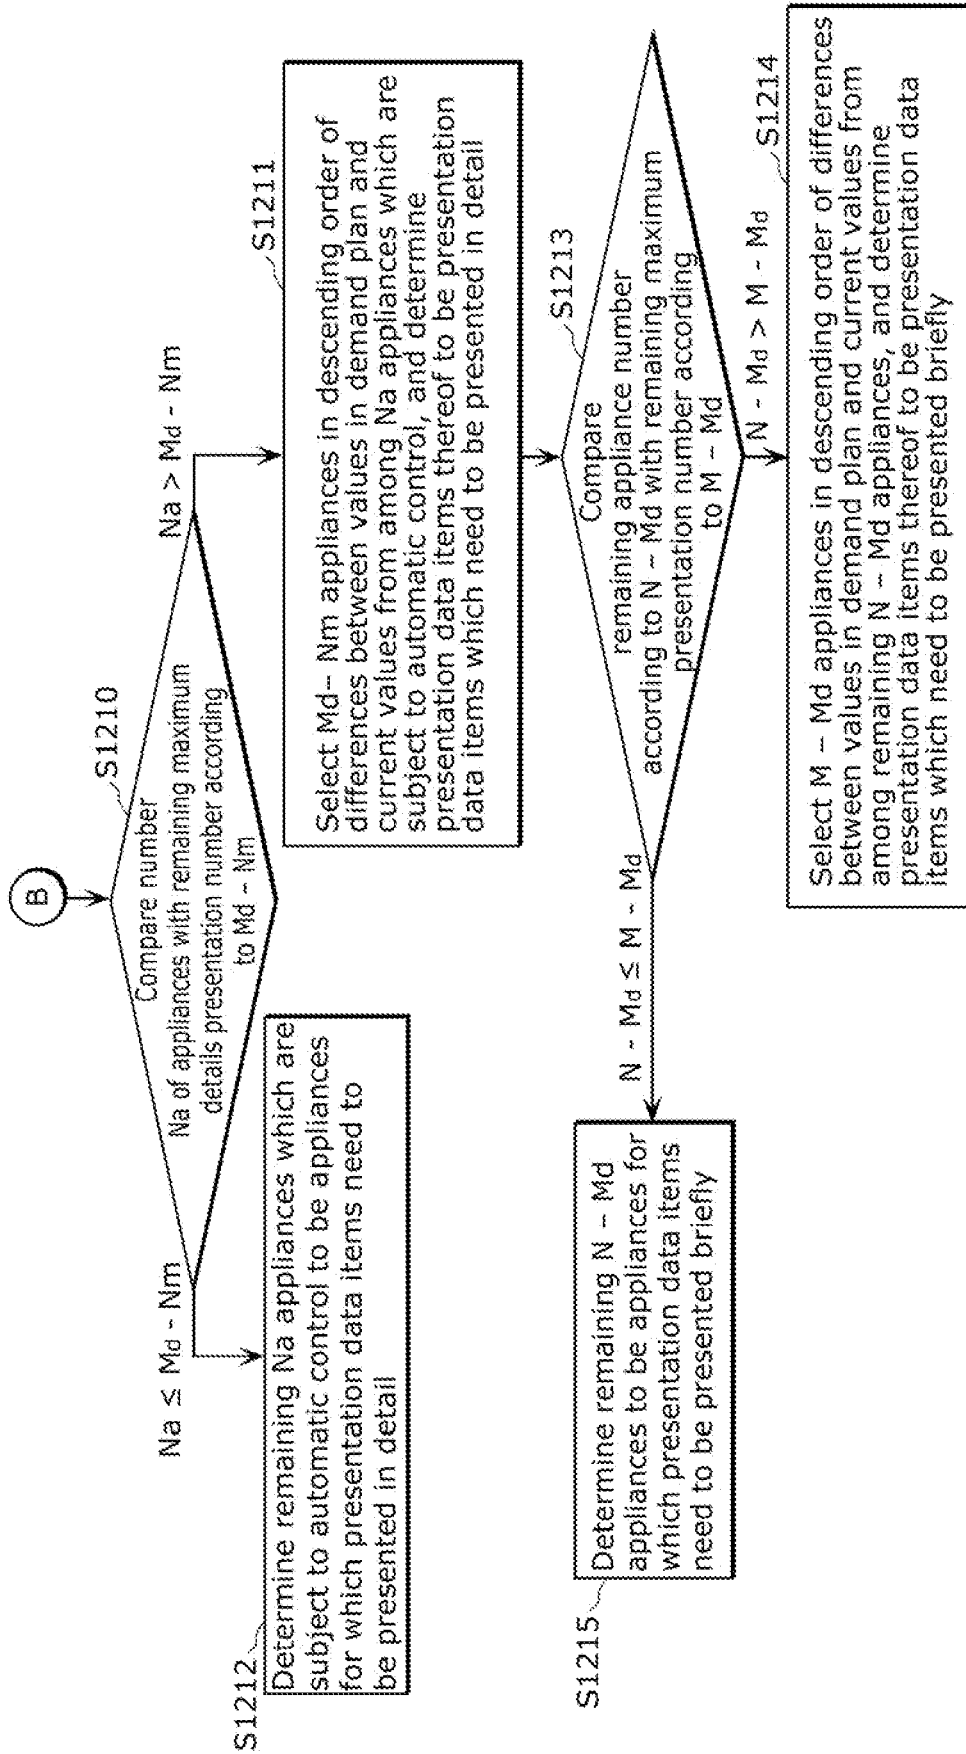 B
S1210
Compare number
Na of appliances with remaining maximum
details presentation number according
to Md - Nm
Na ≤ Md - Nm
Na > Md - Nm
S1212
Determine remaining Na appliances which are
subject to automatic control to be appliances
for which presentation data items need to
be presented in detail
S1211
Select Md- Nm appliances in descending order of
differences between values in demand plan and
current values from among Na appliances which are
subject to automatic control, and determine
presentation data items thereof to be presentation
data items which need to be presented in detail
S1213
Compare
remaining appliance number
according to N - Md with remaining maximum
presentation number according
to M - Md
N - Md ≤ M - Md
N - Md > M - Md
S1215
Determine remaining N - Md
appliances to be appliances for
which presentation data items
need to be presented briefly
S1214
Select M - Md appliances in descending order of differences
between values in demand plan and current values from
among remaining N - Md appliances, and determine
presentation data items thereof to be presentation data
items which need to be presented briefly